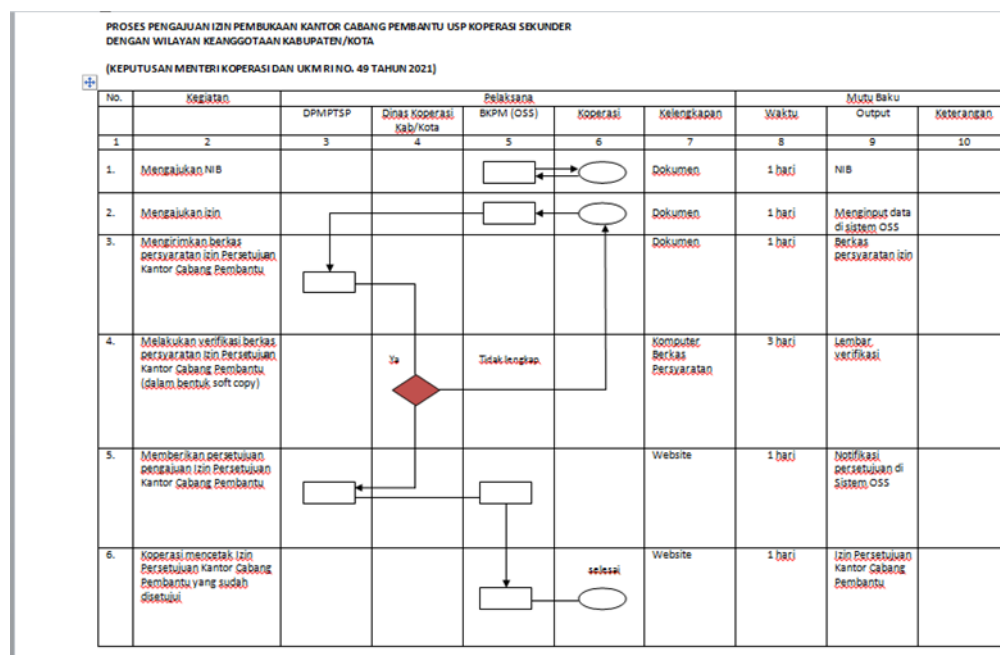 PROSES PENGAJUAN IZIN PEMBUKAAN KANTOR CABANG PEMBANTU USP KOPERASI SEKUNDER
DENGAN WILAYAN KEANGGOTAAN KABUPATEN/KOTA
(KEPUTUSAN MENTERI KOPERASI DAN UKM RI NO. 49 TAHUN 2021)
No. Kegiatan Pelaksana Mutu Baku
DPMPTSP Dinas Koperasi Kab/Kota BKPM (OSS) Koperasi Kelengkapan Waktu Output Keterangan
1 2 3 4 5 6 7 8 9 10
1. Mengajukan NIB Dokumen 1 hari NIB
2. Mengajukan izin Dokumen 1 hari Menginput data
di sistem OSS
3. Mengirimkan berkas Dokumen 1 hari Berkas
persyaratan izin Persetujuan persyaratan izin
Kantor Cabang Pembantu
4. Melakukan verifikasi berkas Komputer 3 hari Lembar
persyaratan Izin Persetujuan Ya Tidak lengkap Berkas verifikasi
Kantor Cabang Pembantu Persyaratan
(dalam bentuk soft copy)
5. Memberikan persetujuan Website 1 hari Notifikasi
pengajuan Izin Persetujuan persetujuan di
Kantor Cabang Pembantu Sistem OSS
6. Koperasi mencetak Izin Website 1 hari Izin Persetujuan
Persetujuan Kantor Cabang selesai Kantor Cabang
Pembantu yang sudah Pembantu
disetujui